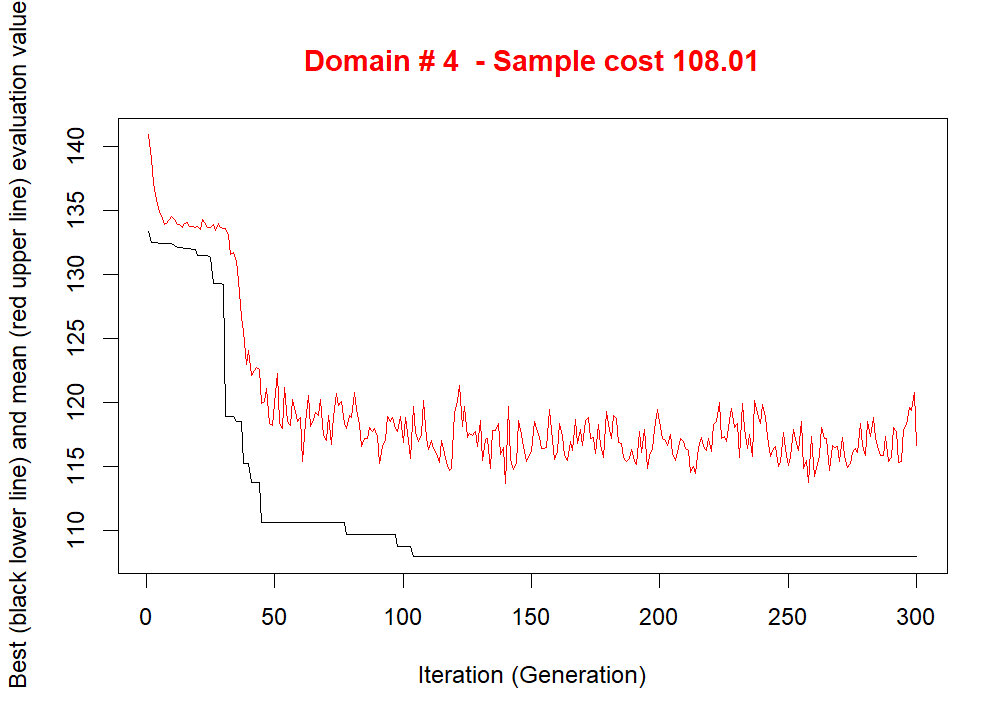 Domain # 4  - Sample cost 108.01
Best (black lower line) and mean (red upper line) evaluation value
140
135
130
125
120
115
110
0 50 100 150 200 250 300
Iteration (Generation)